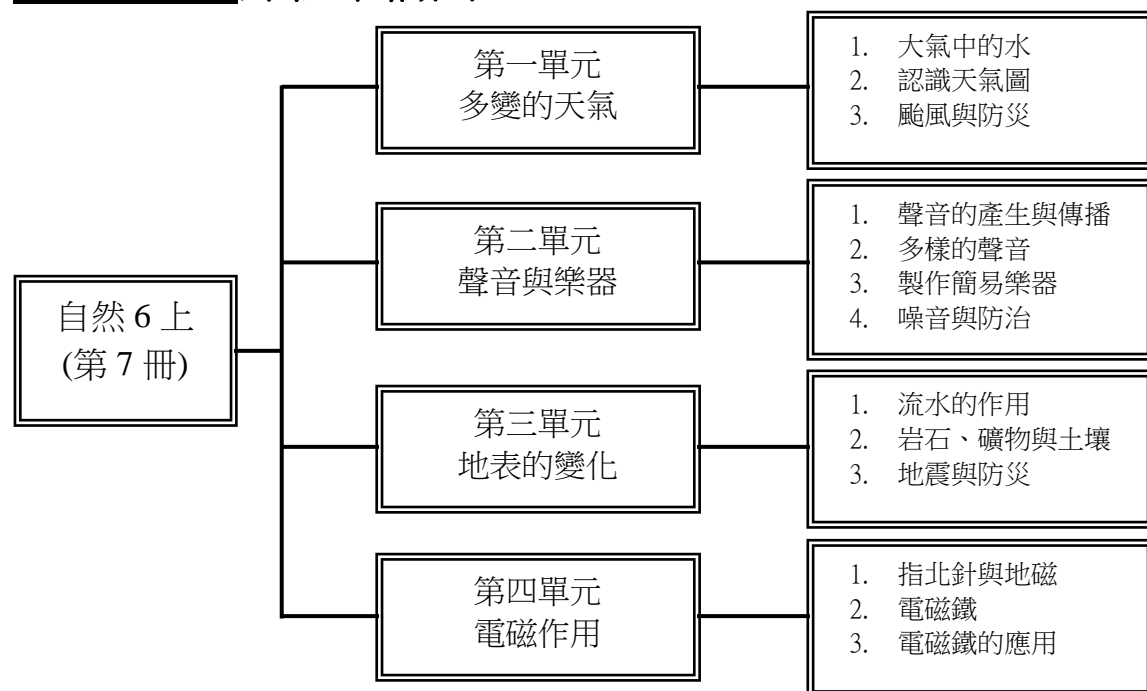 自然 6 上
(第 7 冊)
第一單元
多變的天氣
1. 大氣中的水
2. 認識天氣圖
3. 颱風與防災
第二單元
聲音與樂器
1. 聲音的產生與傳播
2. 多樣的聲音
3. 製作簡易樂器
4. 噪音與防治
第三單元
地表的變化
1. 流水的作用
2. 岩石、礦物與土壤
3. 地震與防災
第四單元
電磁作用
1. 指北針與地磁
2. 電磁鐵
3. 電磁鐵的應用